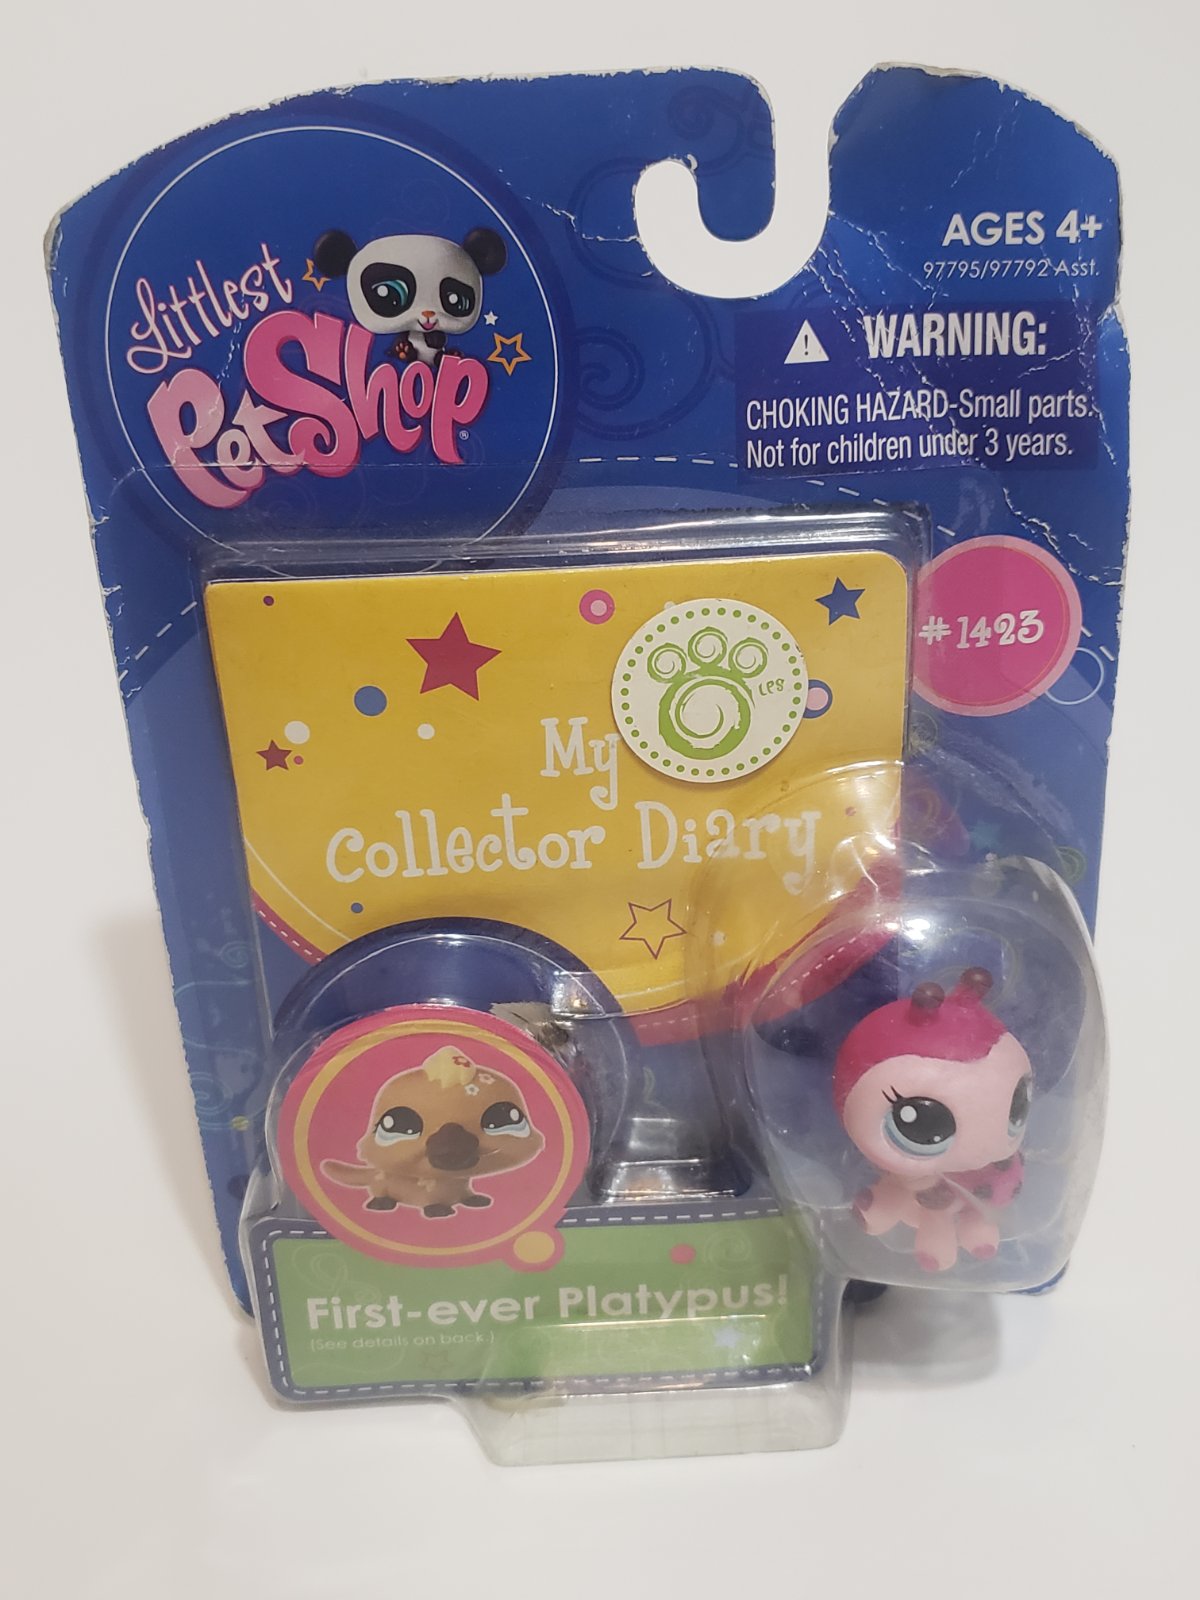 Littlest
PetShop®
AGES 4+
97795/97792 Asst.
! WARNING:
CHOKING HAZARD-Small parts.
Not for children under 3 years.
#1423
LPS
My
Collector Diary
First-ever Platypus!
(See details on back.)